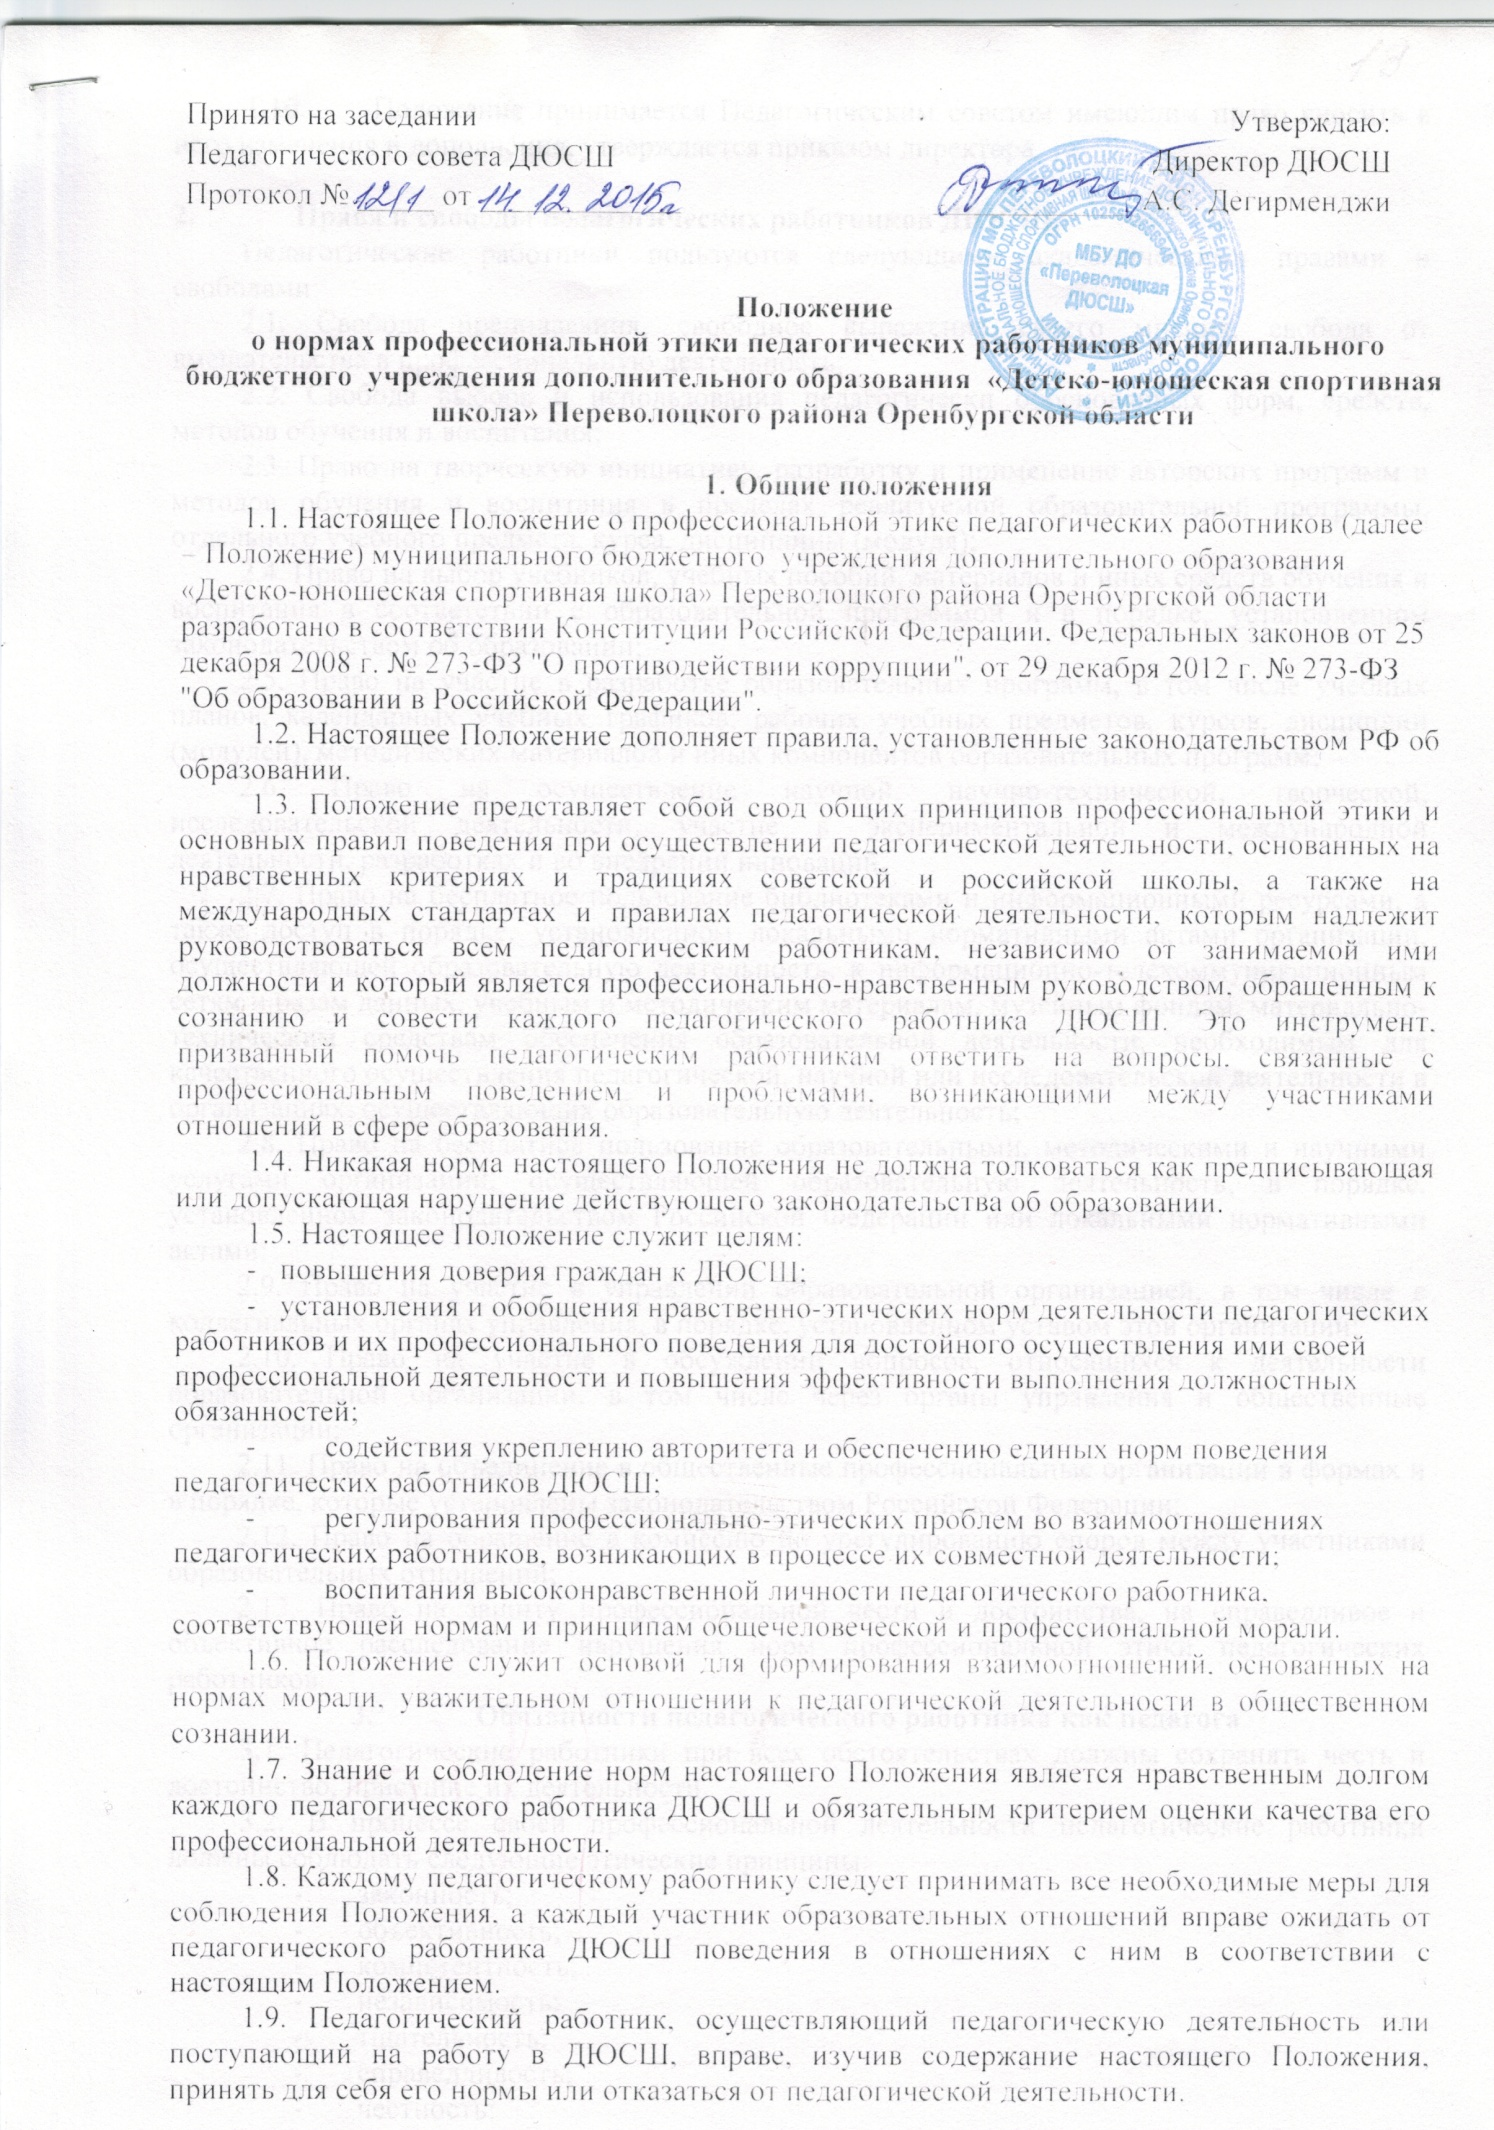 Принято на заседании
Педагогического совета ДЮСШ
Протокол № от 14.12.2015г
Утверждаю:
Директор ДЮСШ
А.С. Дегирменджи
МБУ ДО
«Переволоцкая
ДЮСШ»
Положение
о нормах профессиональной этики педагогических работников муниципального
бюджетного учреждения дополнительного образования «Детско-юношеская спортивная
школа» Переволоцкого района Оренбургской области
1. Общие положения
1.1. Настоящее Положение о профессиональной этике педагогических работников (далее
– Положение) муниципального бюджетного учреждения дополнительного образования
«Детско-юношеская спортивная школа» Переволоцкого района Оренбургской области
разработано в соответствии Конституции Российской Федерации, Федеральных законов от 25
декабря 2008 г. № 273-ФЗ "О противодействии коррупции", от 29 декабря 2012 г. № 273-ФЗ
"Об образовании в Российской Федерации".
1.2. Настоящее Положение дополняет правила, установленные законодательством РФ об
образовании.
1.3. Положение представляет собой свод общих принципов профессиональной этики и
основных правил поведения при осуществлении педагогической деятельности, основанных на
нравственных критериях и традициях советской и российской школы, а также на
международных стандартах и правилах педагогической деятельности, которым надлежит
руководствоваться всем педагогическим работникам, независимо от занимаемой ими
должности и который является профессионально-нравственным руководством, обращенным к
сознанию и совести каждого педагогического работника ДЮСШ. Это инструмент,
призванный помочь педагогическим работникам ответить на вопросы, связанные с
профессиональным поведением и проблемами, возникающими между участниками
отношений в сфере образования.
1.4. Никакая норма настоящего Положения не должна толковаться как предписывающая
или допускающая нарушение действующего законодательства об образовании.
1.5. Настоящее Положение служит целям:
- повышения доверия граждан к ДЮСШ;
- установления и обобщения нравственно-этических норм деятельности педагогических
работников и их профессионального поведения для достойного осуществления ими своей
профессиональной деятельности и повышения эффективности выполнения должностных
обязанностей;
- содействия укреплению авторитета и обеспечению единых норм поведения
педагогических работников ДЮСШ;
- регулирования профессионально-этических проблем во взаимоотношениях
педагогических работников, возникающих в процессе их совместной деятельности;
- воспитания высоконравственной личности педагогического работника,
соответствующей нормам и принципам общечеловеческой и профессиональной морали.
1.6. Положение служит основой для формирования взаимоотношений, основанных на
нормах морали, уважительном отношении к педагогической деятельности в общественном
сознании.
1.7. Знание и соблюдение норм настоящего Положения является нравственным долгом
каждого педагогического работника ДЮСШ и обязательным критерием оценки качества его
профессиональной деятельности.
1.8. Каждому педагогическому работнику следует принимать все необходимые меры для
соблюдения Положения, а каждый участник образовательных отношений вправе ожидать от
педагогического работника ДЮСШ поведения в отношениях с ним в соответствии с
настоящим Положением.
1.9. Педагогический работник, осуществляющий педагогическую деятельность или
поступающий на работу в ДЮСШ, вправе, изучив содержание настоящего Положения,
принять для себя его нормы или отказаться от педагогической деятельности.